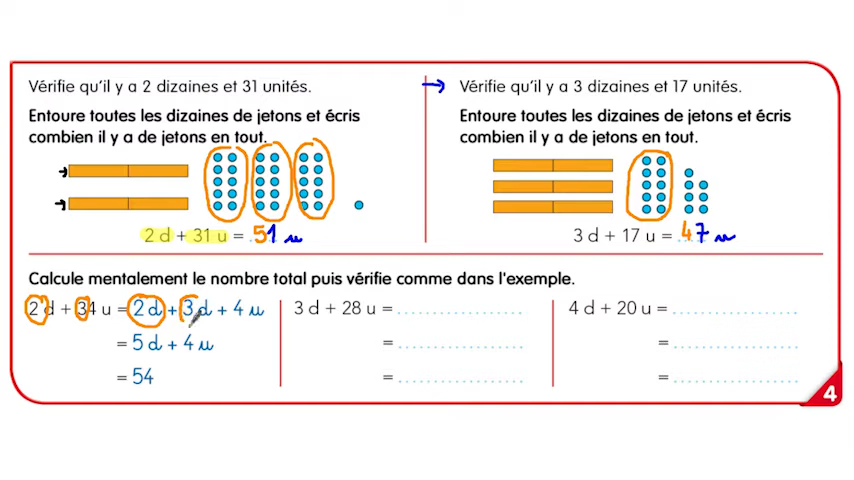 Vérifie qu'il y a 2 dizaines et 31 unités.
Entoure toutes les dizaines de jetons et écris
combien il y a de jetons en tout.
2 d + 31 u = 51 u
Vérifie qu'il y a 3 dizaines et 17 unités.
Entoure toutes les dizaines de jetons et écris
combien il y a de jetons en tout.
3 d + 17 u = 47 u
Calcule mentalement le nombre total puis vérifie comme dans l'exemple.
2 d + 34 u = 2 d + 3 d + 4 u
= 5 d + 4 u
= 54
3 d + 28 u = ....................
= ....................
= ....................
4 d + 20 u = ....................
= ....................
= ....................
4